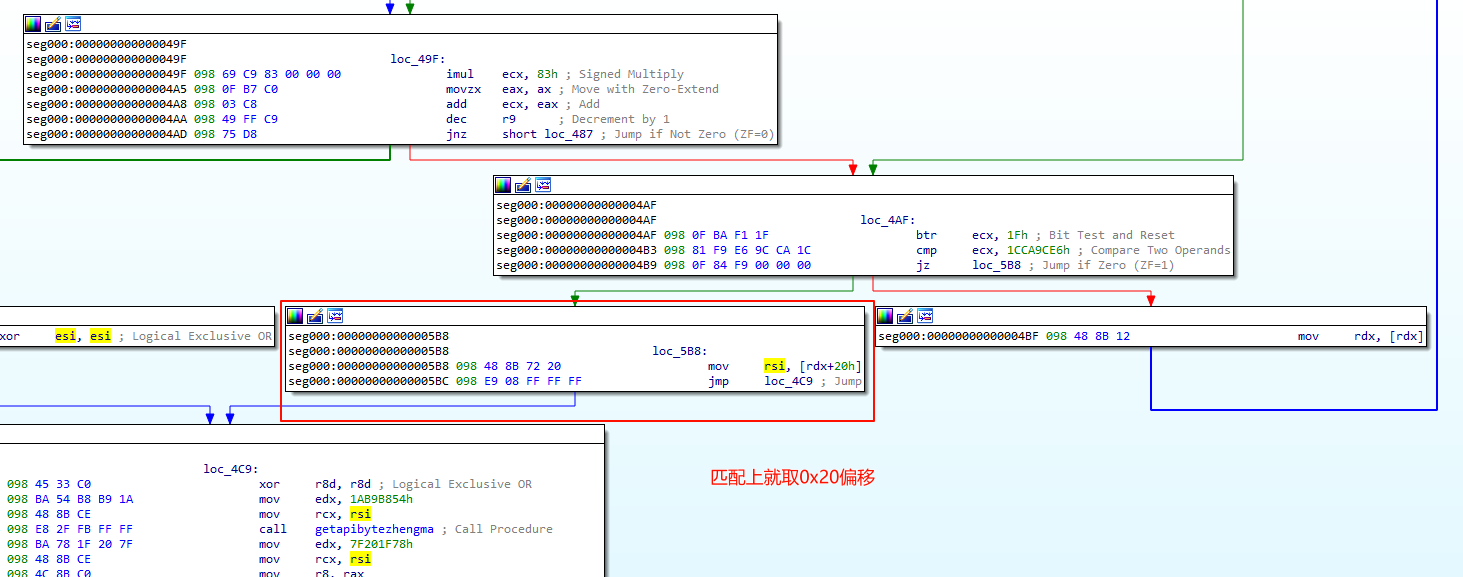 seg000:000000000000049F
seg000:000000000000049F loc_49F:
seg000:000000000000049F 098 69 C9 83 00 00 00 imul ecx, 83h ; Signed Multiply
seg000:00000000000004A5 098 0F B7 C0 movzx eax, ax ; Move with Zero-Extend
seg000:00000000000004A8 098 03 C8 add ecx, eax ; Add
seg000:00000000000004AA 098 49 FF C9 dec r9 ; Decrement by 1
seg000:00000000000004AD 098 75 D8 jnz short loc_487 ; Jump if Not Zero (ZF=0)
seg000:00000000000004AF
seg000:00000000000004AF loc_4AF:
seg000:00000000000004AF 098 0F BA F1 1F btr ecx, 1Fh ; Bit Test and Reset
seg000:00000000000004B3 098 81 F9 E6 9C CA 1C cmp ecx, 1CCA9CE6h ; Compare Two Operands
seg000:00000000000004B9 098 0F 84 F9 00 00 00 jz loc_5B8 ; Jump if Zero (ZF=1)
xor esi, esi ; Logical Exclusive OR
seg000:00000000000005B8
seg000:00000000000005B8 loc_5B8:
seg000:00000000000005B8 098 48 8B 72 20 mov rsi, [rdx+20h]
seg000:00000000000005BC 098 E9 08 FF FF FF jmp loc_4C9 ; Jump
seg000:00000000000004BF 098 48 8B 12 mov rdx, [rdx]
匹配上就取0x20偏移
loc_4C9:
098 45 33 C0 xor r8d, r8d ; Logical Exclusive OR
098 BA 54 B8 B9 1A mov edx, 1AB9B854h
098 48 8B CE mov rcx, rsi
098 E8 2F FB FF FF call getapibytezhengma ; Call Procedure
098 BA 78 1F 20 7F mov edx, 7F201F78h
098 48 8B CE mov rcx, rsi
098 4C 8B C0 mov r8, rax